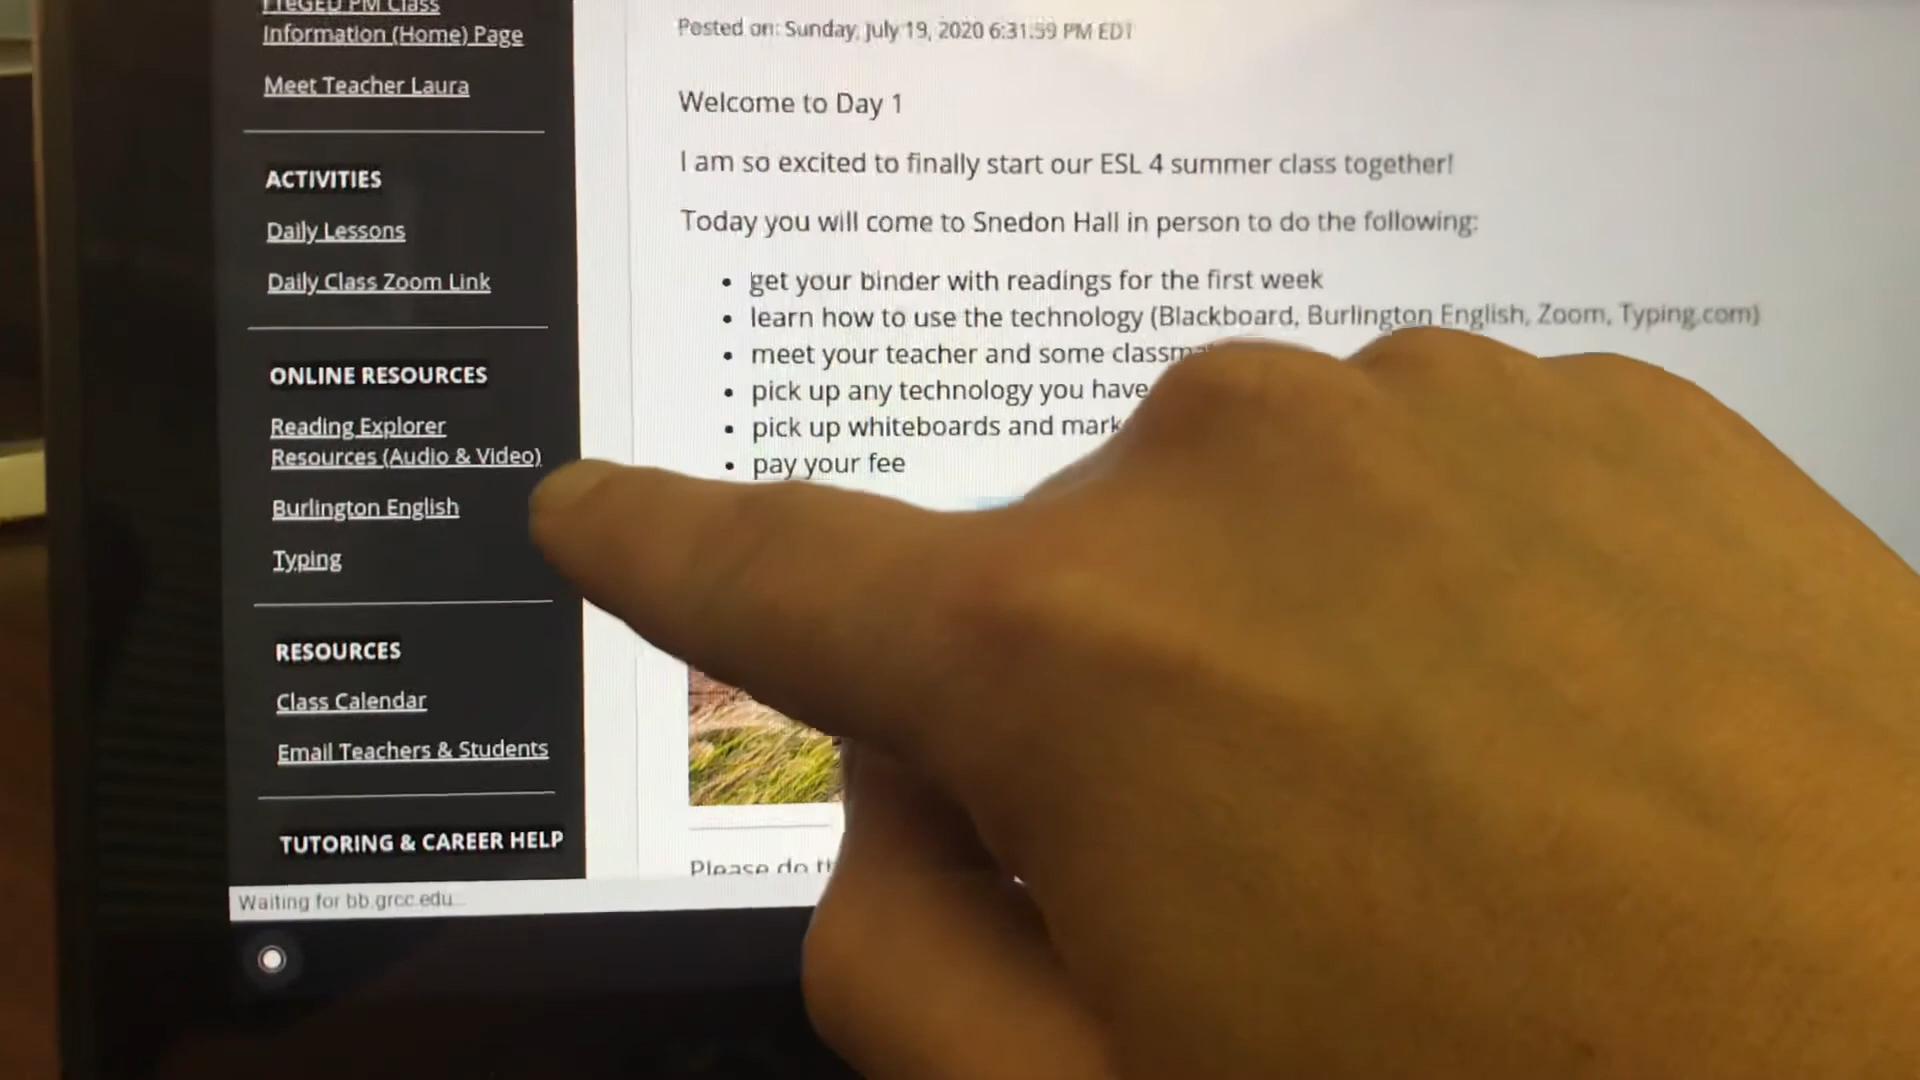 PreGED PM Class
Information (Home) Page
Meet Teacher Laura
ACTIVITIES
Daily Lessons
Daily Class Zoom Link
ONLINE RESOURCES
Reading Explorer
Resources (Audio & Video)
Burlington English
Typing
RESOURCES
Class Calendar
Email Teachers & Students
TUTORING & CAREER HELP
Waiting for bb.grcc.edu...
Posted on: Sunday, July 19, 2020 6:31:59 PM EDT
Welcome to Day 1
I am so excited to finally start our ESL 4 summer class together!
Today you will come to Snedon Hall in person to do the following:
• get your binder with readings for the first week
• learn how to use the technology (Blackboard, Burlington English, Zoom, Typing.com)
• meet your teacher and some
• pick up any technology you have
• pick up whiteboards and
• pay your fee
Please do